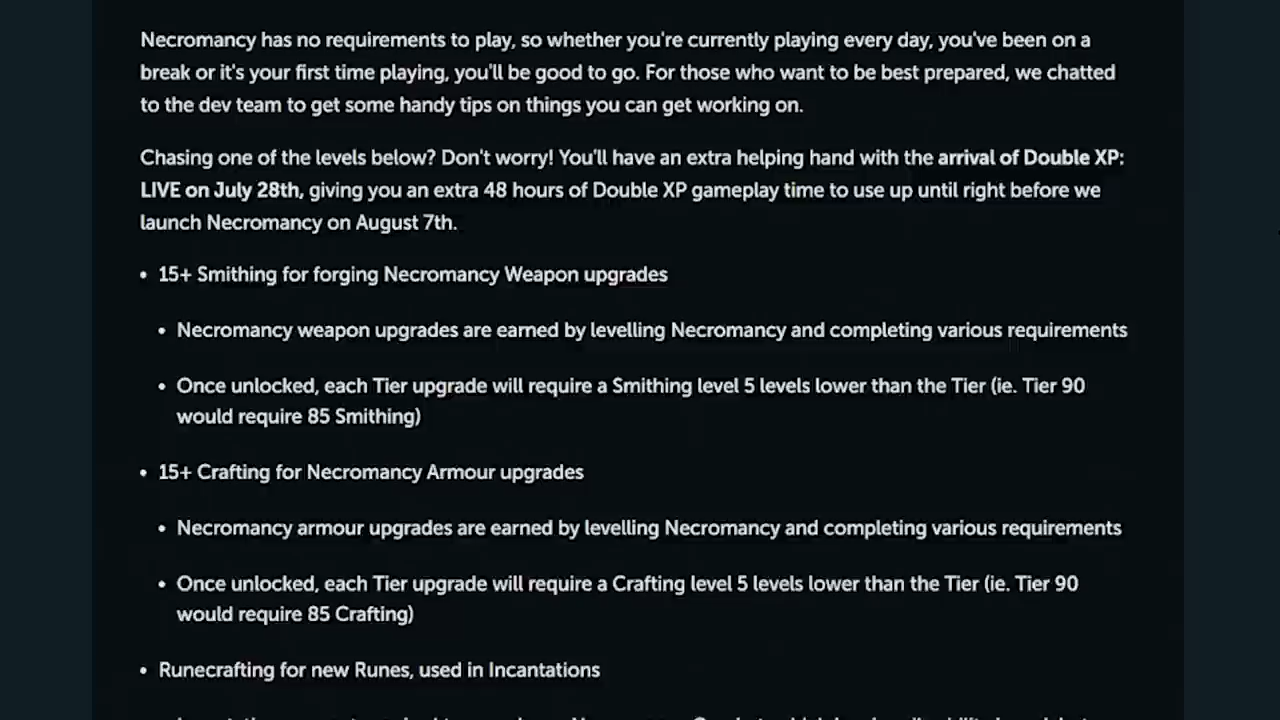 Necromancy has no requirements to play, so whether you're currently playing every day, you've been on a
break or it's your first time playing, you'll be good to go. For those who want to be best prepared, we chatted
to the dev team to get some handy tips on things you can get working on.
Chasing one of the levels below? Don't worry! You'll have an extra helping hand with the arrival of Double XP:
LIVE on July 28th, giving you an extra 48 hours of Double XP gameplay time to use up until right before we
launch Necromancy on August 7th.
• 15+ Smithing for forging Necromancy Weapon upgrades
• Necromancy weapon upgrades are earned by levelling Necromancy and completing various requirements
• Once unlocked, each Tier upgrade will require a Smithing level 5 levels lower than the Tier (ie. Tier 90
would require 85 Smithing)
• 15+ Crafting for Necromancy Armour upgrades
• Necromancy armour upgrades are earned by levelling Necromancy and completing various requirements
• Once unlocked, each Tier upgrade will require a Crafting level 5 levels lower than the Tier (ie. Tier 90
would require 85 Crafting)
• Runecrafting for new Runes, used in Incantations